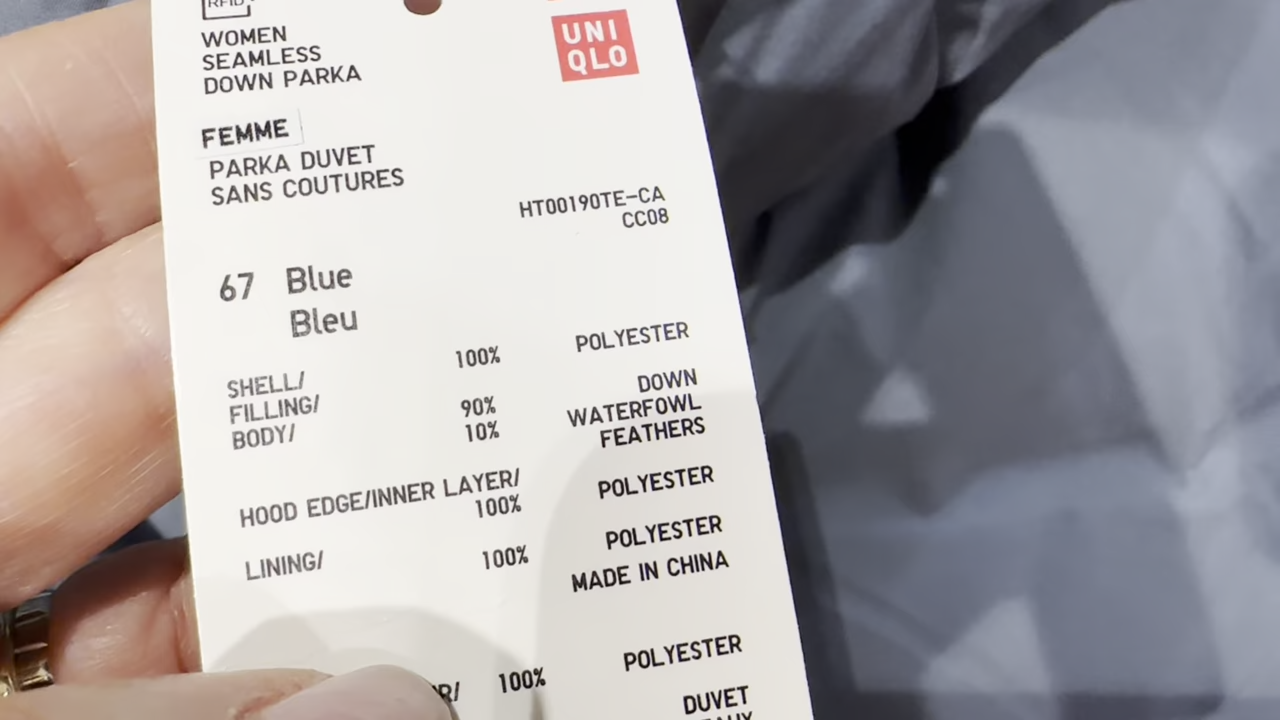 RFID
WOMEN
SEAMLESS
DOWN PARKA
UNI
QLO
FEMME
PARKA DUVET
SANS COUTURES
HT00190TE-CA
CC08
67 Blue
Bleu
SHELL/ 100% POLYESTER
FILLING/ 90% DOWN
BODY/ 10% WATERFOWL
FEATHERS
HOOD EDGE/INNER LAYER/
100% POLYESTER
LINING/ 100% POLYESTER
MADE IN CHINA
100% POLYESTER
DUVET